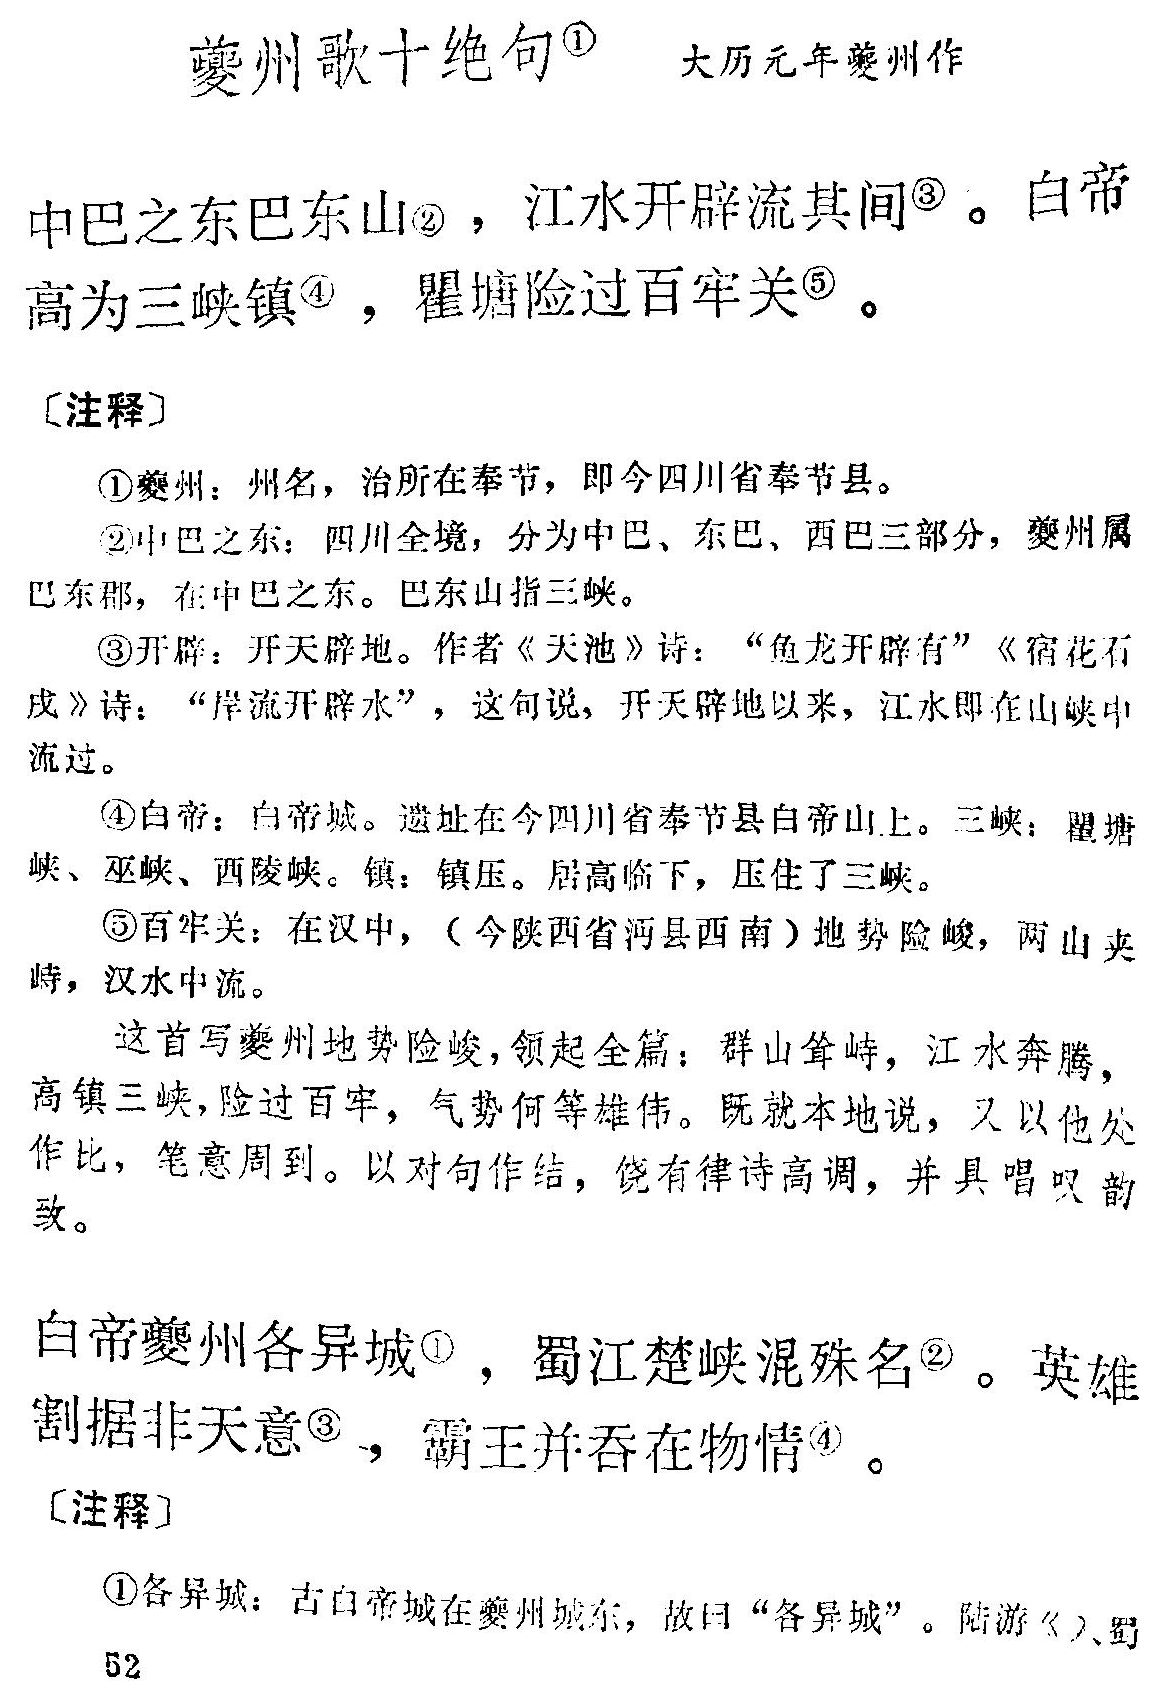 夔州歌十绝句① 大历元年夔州作
中巴之东巴东山②，江水开辟流其间③。白帝
高为三峡镇④，瞿塘险过百牢关⑤。
〔注释〕
①夔州：州名，治所在奉节，即今四川省奉节县。
②中巴之东：四川全境，分为中巴、东巴、西巴三部分，夔州属
巴东郡，在中巴之东。巴东山指三峡。
③开辟：开天辟地。作者《天池》诗：“鱼龙开辟有”《宿花石
戍》诗：“岸流开辟水”，这句说，开天辟地以来，江水即在山峡中
流过。
④白帝：白帝城。遗址在今四川省奉节县白帝山上。三峡：瞿塘
峡、巫峡、西陵峡。镇：镇压。居高临下，压住了三峡。
⑤百牢关：在汉中，（今陕西省沔县西南）地势险峻，两山夹
峙，汉水中流。
这首写夔州地势险峻，领起全篇：群山耸峙，江水奔腾，
高镇三峡，险过百牢，气势何等雄伟。既就本地说，又以他处
作比，笔意周到。以对句作结，饶有律诗高调，并具唱叹韵
致。
白帝夔州各异城①，蜀江楚峡混殊名②。英雄
割据非天意③，霸王并吞在物情④。
〔注释〕
①各异城：古白帝城在夔州城东，故曰“各异城”。陆游《入蜀
52